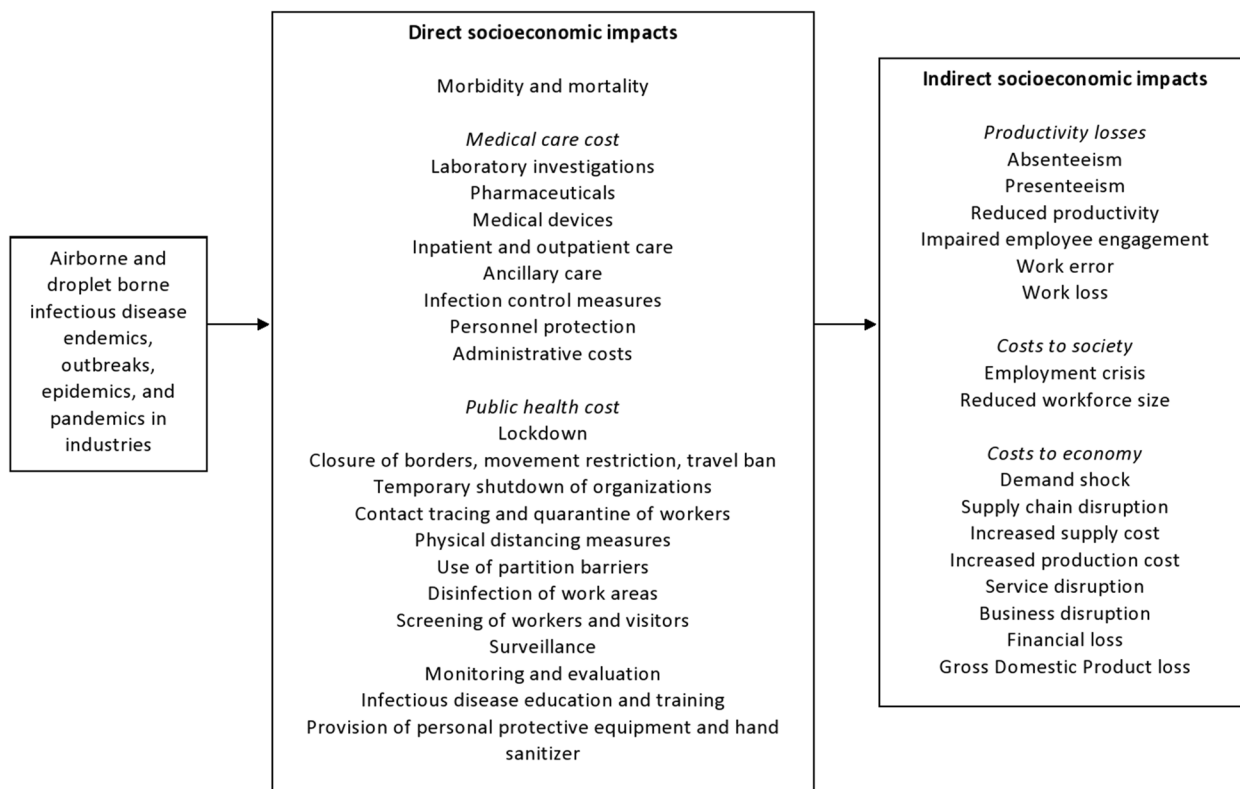 Airborne and
droplet borne
infectious disease
endemics,
outbreaks,
epidemics, and
pandemics in
industries
Direct socioeconomic impacts
Morbidity and mortality
Medical care cost
Laboratory investigations
Pharmaceuticals
Medical devices
Inpatient and outpatient care
Ancillary care
Infection control measures
Personnel protection
Administrative costs
Public health cost
Lockdown
Closure of borders, movement restriction, travel ban
Temporary shutdown of organizations
Contact tracing and quarantine of workers
Physical distancing measures
Use of partition barriers
Disinfection of work areas
Screening of workers and visitors
Surveillance
Monitoring and evaluation
Infectious disease education and training
Provision of personal protective equipment and hand
sanitizer
Indirect socioeconomic impacts
Productivity losses
Absenteeism
Presenteeism
Reduced productivity
Impaired employee engagement
Work error
Work loss
Costs to society
Employment crisis
Reduced workforce size
Costs to economy
Demand shock
Supply chain disruption
Increased supply cost
Increased production cost
Service disruption
Business disruption
Financial loss
Gross Domestic Product loss